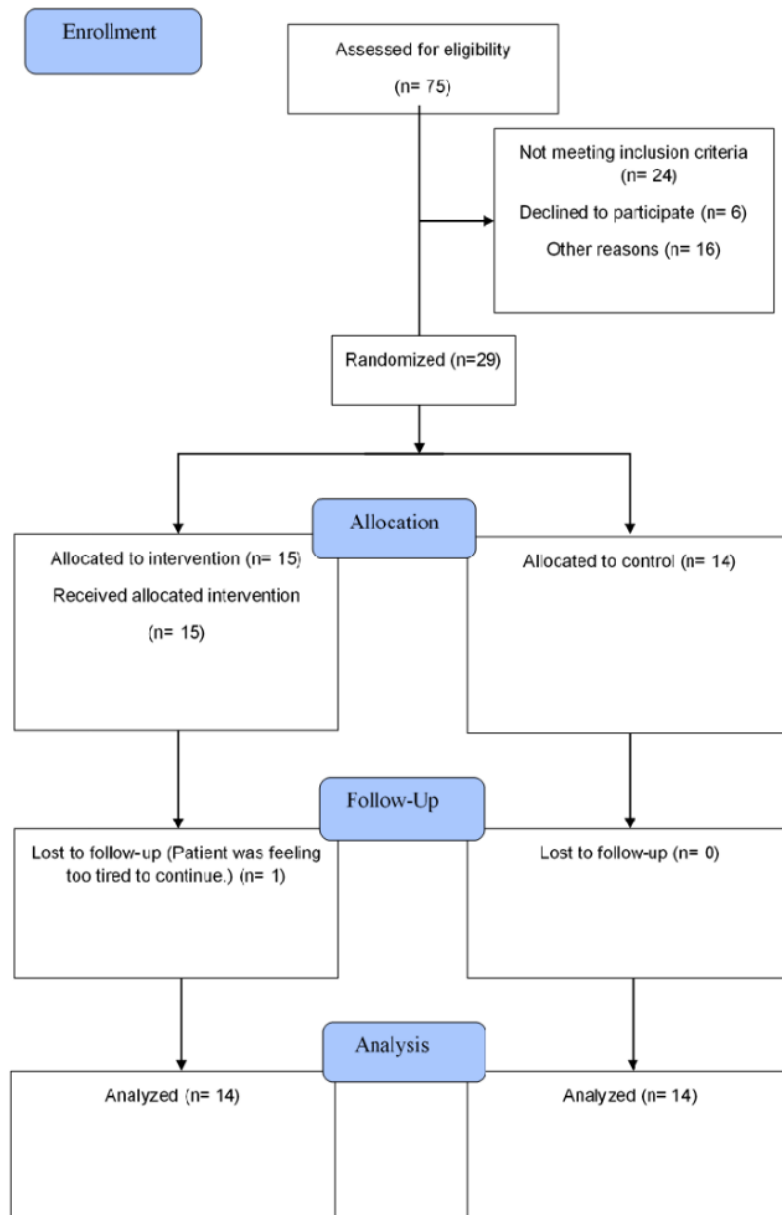 Enrollment
Assessed for eligibility
(n= 75)
Not meeting inclusion criteria
(n= 24)
Declined to participate (n= 6)
Other reasons (n= 16)
Randomized (n=29)
Allocation
Allocated to intervention (n= 15)
Received allocated intervention
(n= 15)
Allocated to control (n= 14)
Follow-Up
Lost to follow-up (Patient was feeling
too tired to continue.) (n= 1)
Lost to follow-up (n= 0)
Analysis
Analyzed (n= 14)
Analyzed (n= 14)